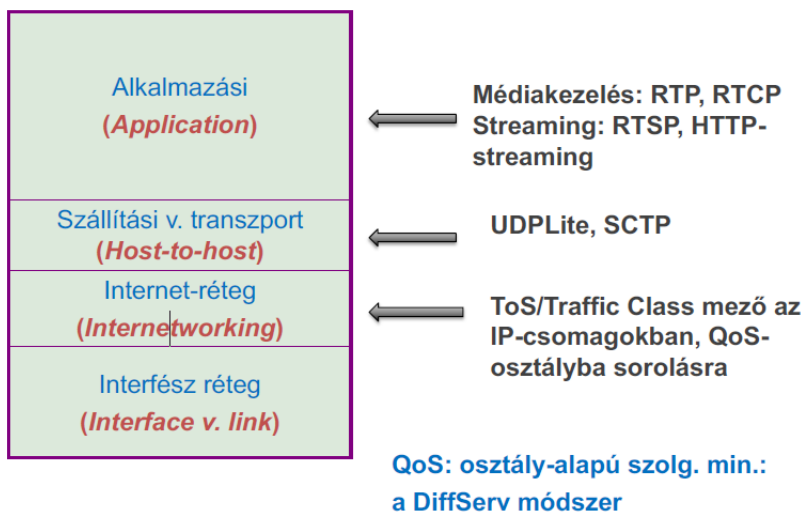 Alkalmazási
(Application)
Médiakezelés: RTP, RTCP
Streaming: RTSP, HTTP-
streaming
Szállítási v. transzport
(Host-to-host)
UDPLite, SCTP
Internet-réteg
(Internetworking)
ToS/Traffic Class mező az
IP-csomagokban, QoS-
osztályba sorolásra
Interfész réteg
(Interface v. link)
QoS: osztály-alapú szolg. min.:
a DiffServ módszer